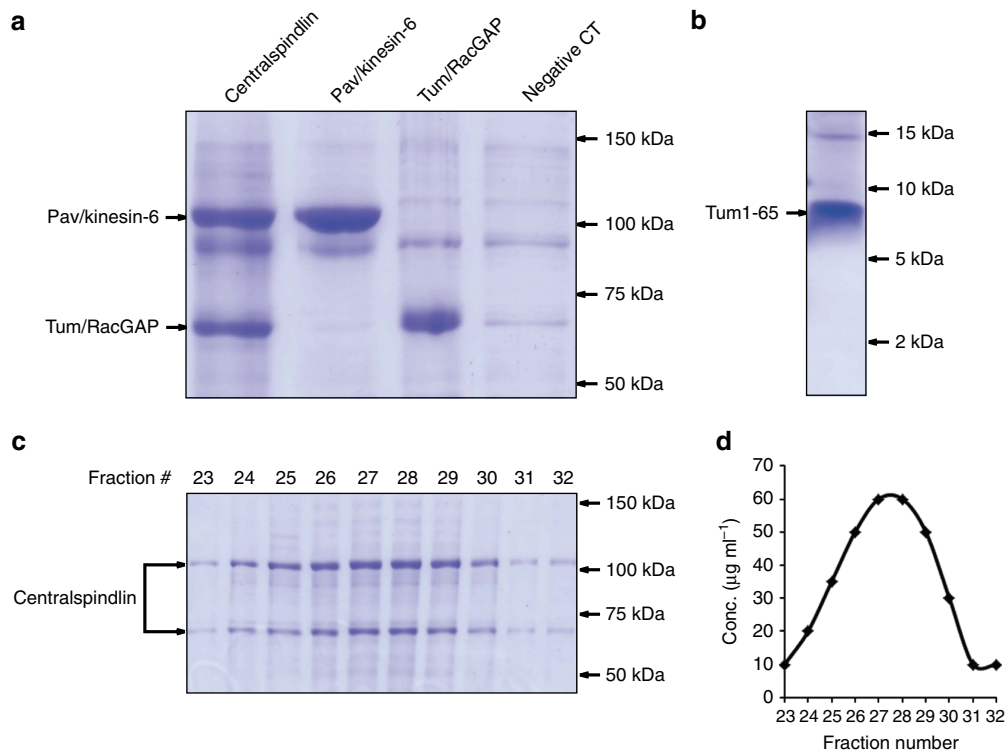 a
Centralspindlin
Pav/kinesin-6
Tum/RacGAP
Negative CT
Pav/kinesin-6
Tum/RacGAP
150 kDa
100 kDa
75 kDa
50 kDa
b
Tum1-65
15 kDa
10 kDa
5 kDa
2 kDa
c
Fraction # 23 24 25 26 27 28 29 30 31 32
Centralspindlin
150 kDa
100 kDa
75 kDa
50 kDa
d
Conc. (μg ml⁻¹)
70
60
50
40
30
20
10
0
23 24 25 26 27 28 29 30 31 32
Fraction number